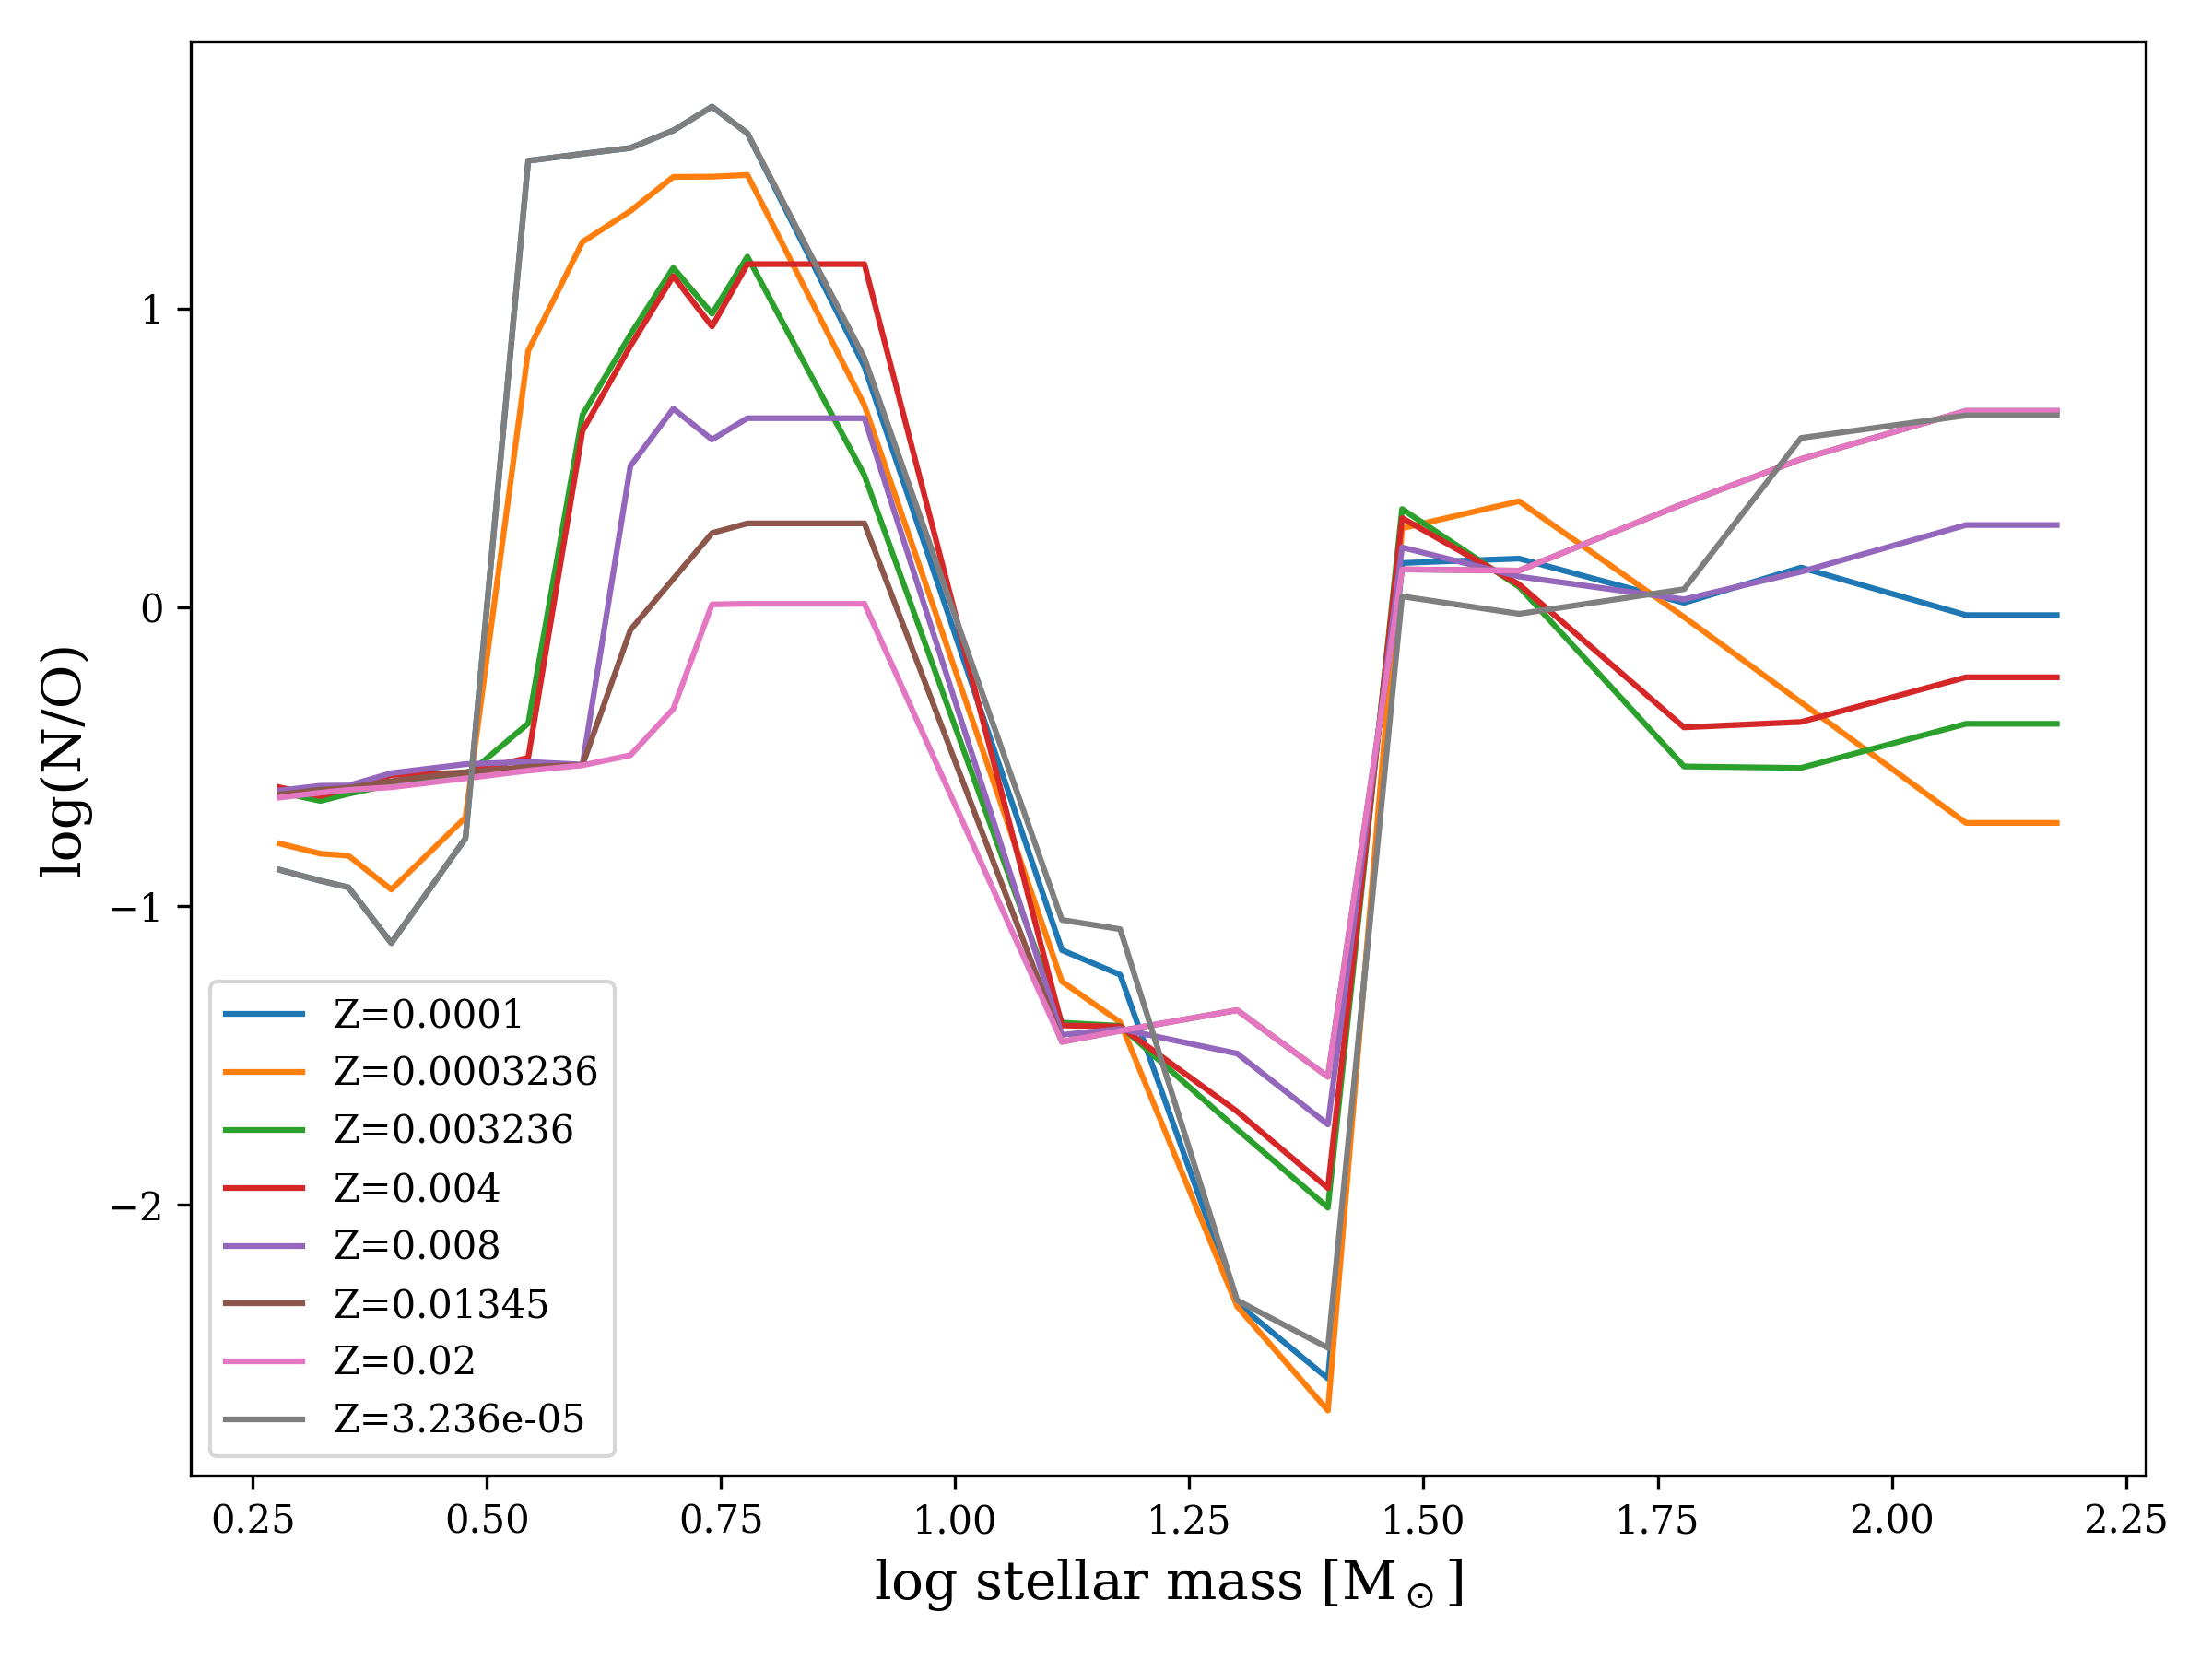 log(N/O)
1
0
−1
−2
Z=0.0001
Z=0.0003236
Z=0.003236
Z=0.004
Z=0.008
Z=0.01345
Z=0.02
Z=3.236e-05
0.25 0.50 0.75 1.00 1.25 1.50 1.75 2.00 2.25
log stellar mass [M⊙]